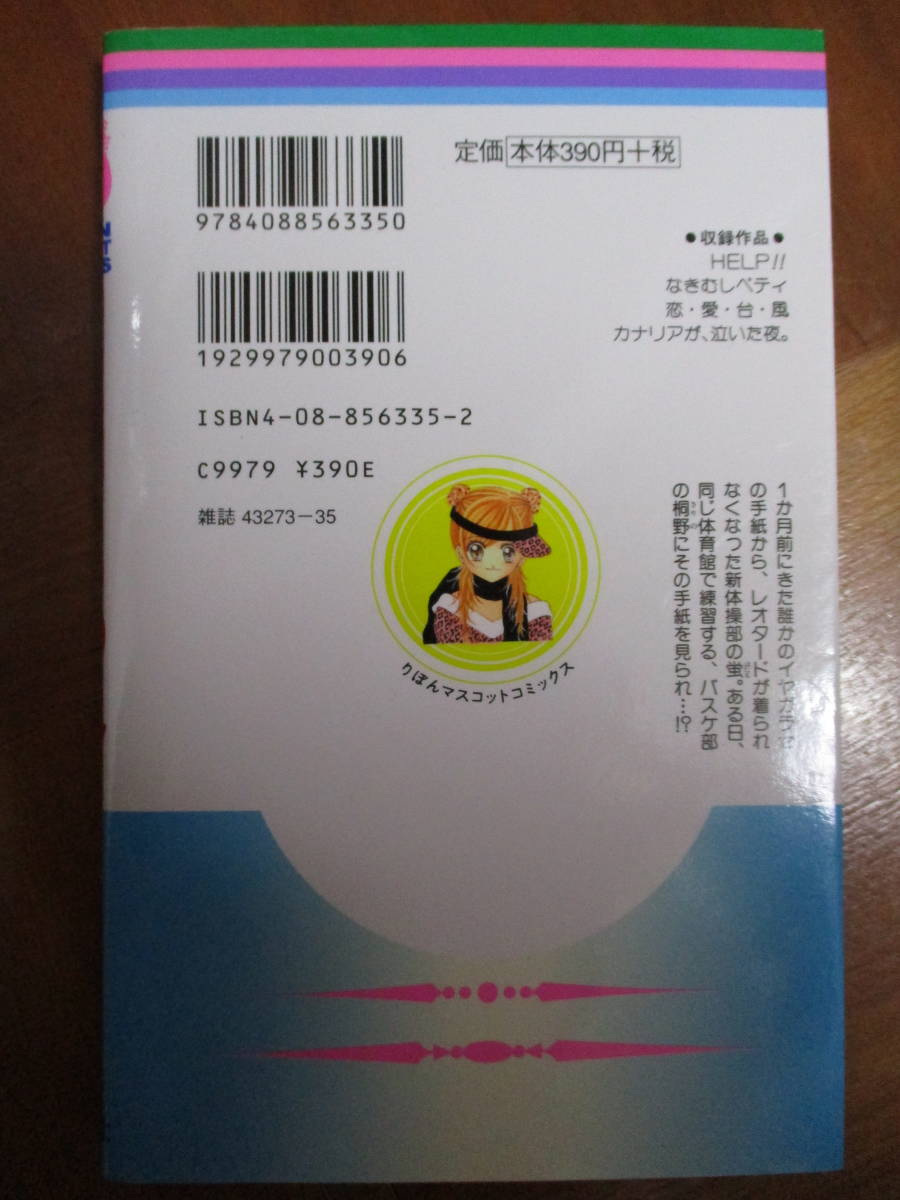 定価 本体390円+税
9784088563350
1929979003906
ISBN4-08-856335-2
C9979 ¥390E
雑誌 43273-35
●収録作品●
HELP!!
なきむしベティ
恋・愛・台・風
カナリアが、泣いた夜。
1か月前にきた誰かのイヤガラセ
の手紙から、レオタードが着られ
なくなった新体操部の蛍。ある日、
同じ体育館で練習する、バスケ部
の桐野にその手紙を見られ…!?
りぼんマスコットコミックス